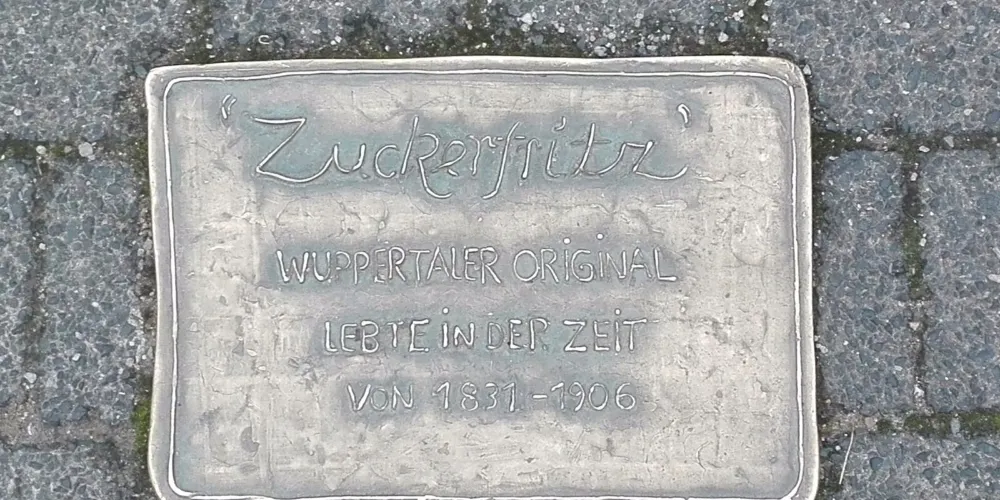 "Zuckerfritz"
WUPPERTALER ORIGINAL
LEBTE IN DER ZEIT
VON 1831-1906